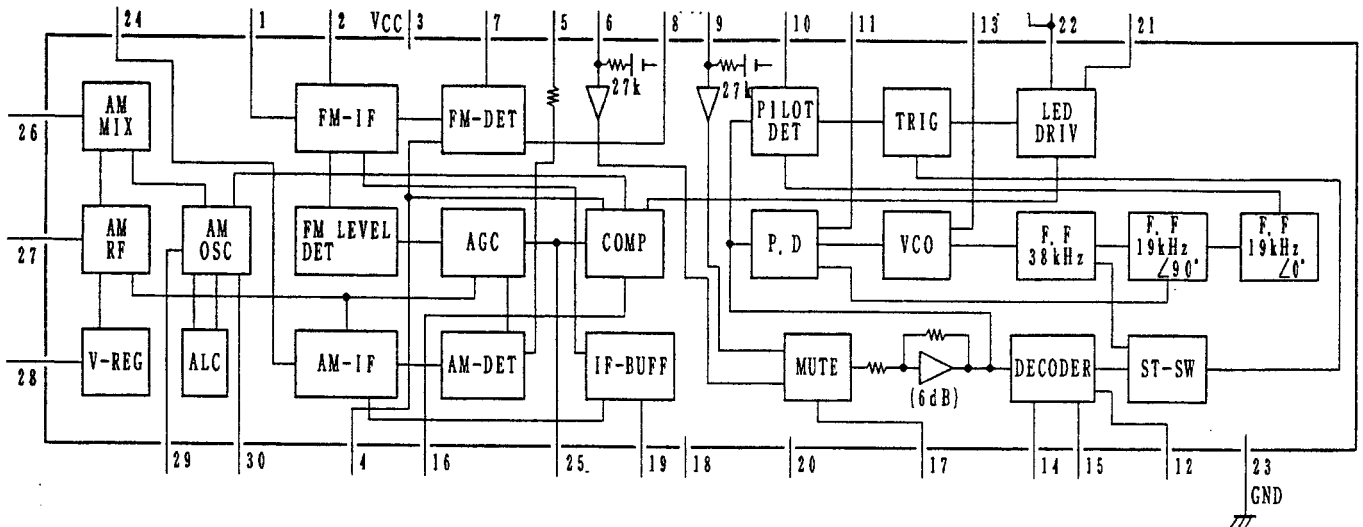 24 1 2 VCC 3 7 5 6 8 9 10 11 13 22 21
27k 27k
AM MIX
FM-IF
FM-DET
PILOT DET
TRIG
LED DRIV
26
AM RF
AM OSC
FM LEVEL DET
AGC
COMP
P.D
VCO
F.F 38kHz
F.F 19kHz ∠90°
F.F 19kHz ∠0°
27
V-REG
ALC
AM-IF
AM-DET
IF-BUFF
MUTE
(6dB)
DECODER
ST-SW
28
29 30 4 16 25 19 18 20 17 14 15 12 23
GND